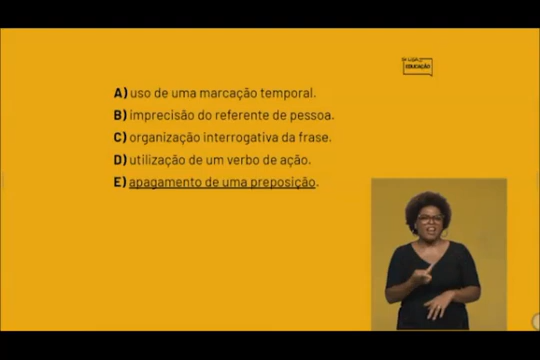 EDUCAÇÃO
A) uso de uma marcação temporal.
B) imprecisão do referente de pessoa.
C) organização interrogativa da frase.
D) utilização de um verbo de ação.
E) apagamento de uma preposição.